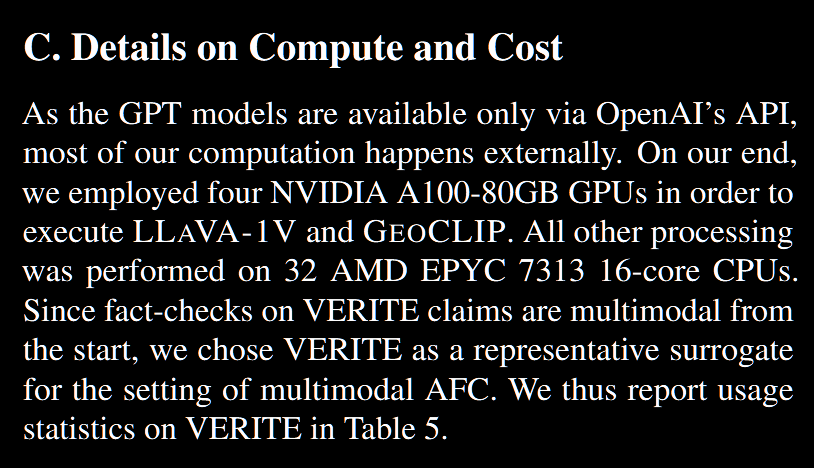 C. Details on Compute and Cost
As the GPT models are available only via OpenAI's API,
most of our computation happens externally. On our end,
we employed four NVIDIA A100-80GB GPUs in order to
execute LLAVA-1V and GEOCLIP. All other processing
was performed on 32 AMD EPYC 7313 16-core CPUs.
Since fact-checks on VERITE claims are multimodal from
the start, we chose VERITE as a representative surrogate
for the setting of multimodal AFC. We thus report usage
statistics on VERITE in Table 5.